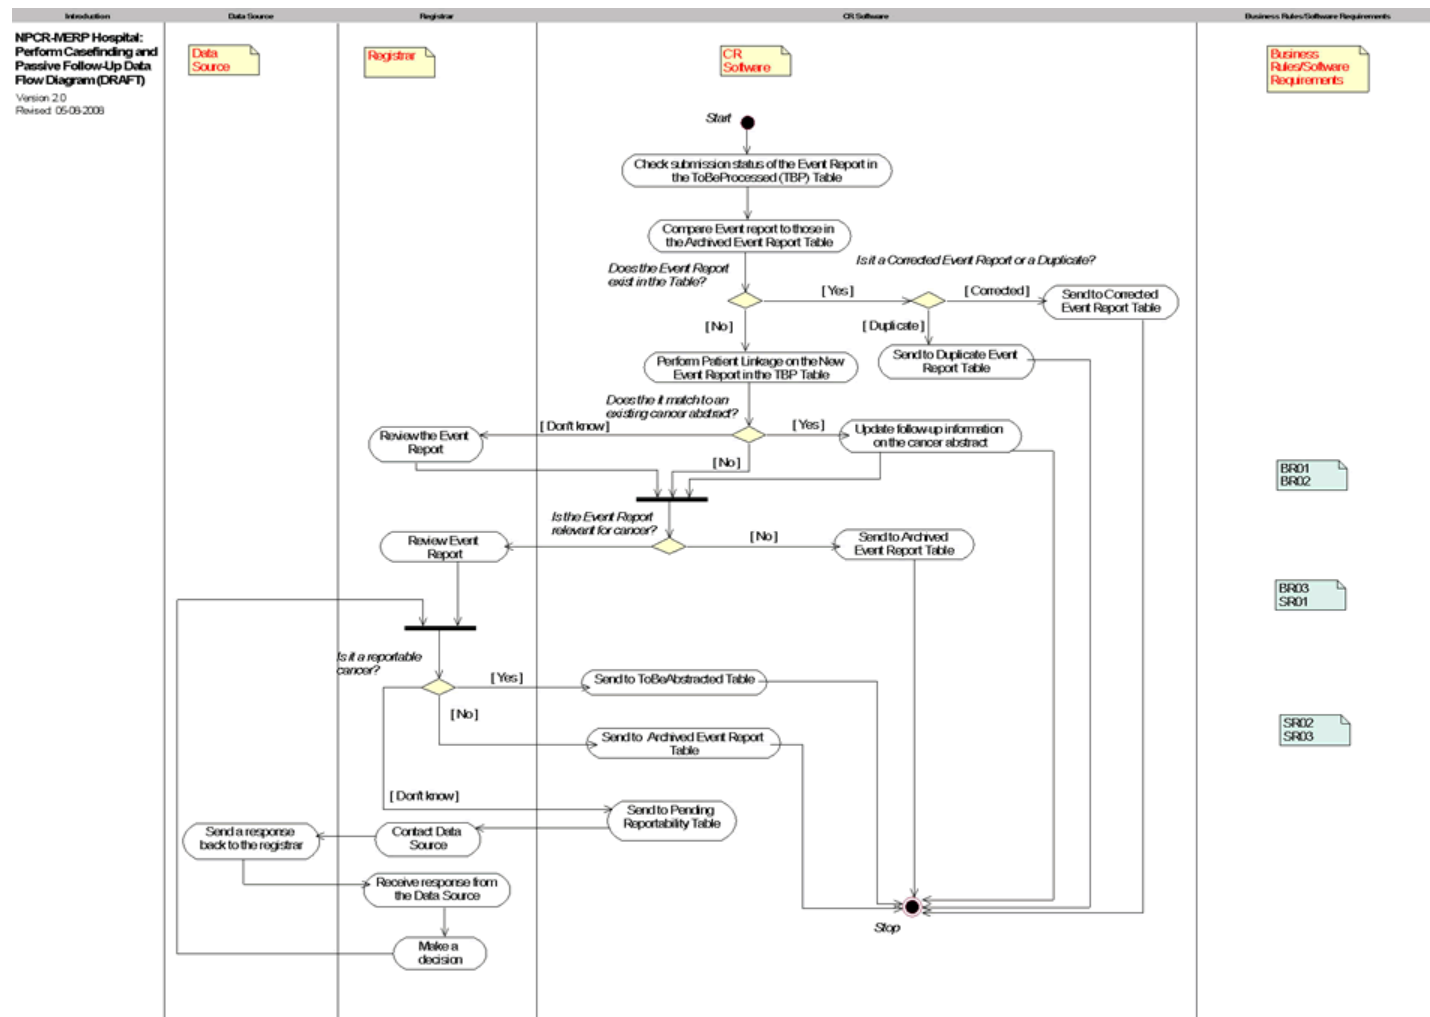 Introduction
Data Source
Registrar
CR Software
Business Rules/Software Requirements
NPCR-MERP Hospital:
Perform Casefinding and
Passive Follow-Up Data
Flow Diagram (DRAFT)
Version 2.0
Revised: 05-08-2008
Data
Source
Registrar
CR
Software
Business
Rules/Software
Requirements
Start
Check submission status of the Event Report in
the ToBeProcessed (TBP) Table
Compare Event report to those in
the Archived Event Report Table
Does the Event Report
exist in the Table?
Is it a Corrected Event Report or a Duplicate?
[ Yes ]
[ Corrected ]
Send to Corrected
Event Report Table
[ No ]
[ Duplicate ]
Perform Patient Linkage on the New
Event Report in the TBP Table
Send to Duplicate Event
Report Table
Does the it match to an
existing cancer abstract?
[ Don't know ]
[ Yes ]
Review the Event
Report
Update follow-up information
on the cancer abstract
[ No ]
BR01
BR02
Is the Event Report
relevant for cancer?
Review Event
Report
[ No ]
Send to Archived
Event Report Table
BR03
SR01
Is it a reportable
cancer?
[ Yes ]
Send to ToBeAbstracted Table
[ No ]
Send to Archived Event Report
Table
SR02
SR03
[ Don't know ]
Send to Pending
Reportability Table
Contact Data
Source
Send a response
back to the registrar
Receive response from
the Data Source
Make a
decision
Stop